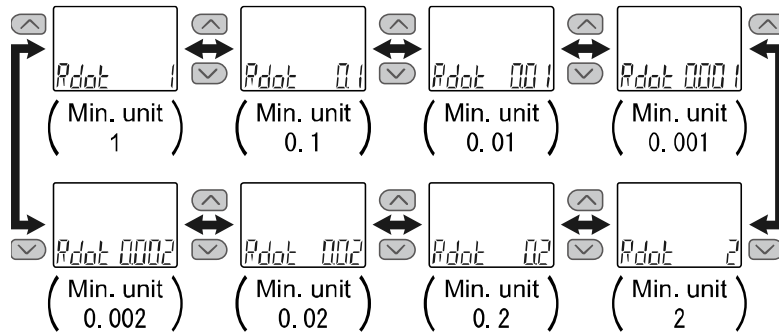 Rdot 1
Rdot 0.1
Rdot 0.01
Rdot 0.001
Min. unit
1
Min. unit
0.1
Min. unit
0.01
Min. unit
0.001
Rdot 0.002
Rdot 0.02
Rdot 0.2
Rdot 2
Min. unit
0.002
Min. unit
0.02
Min. unit
0.2
Min. unit
2